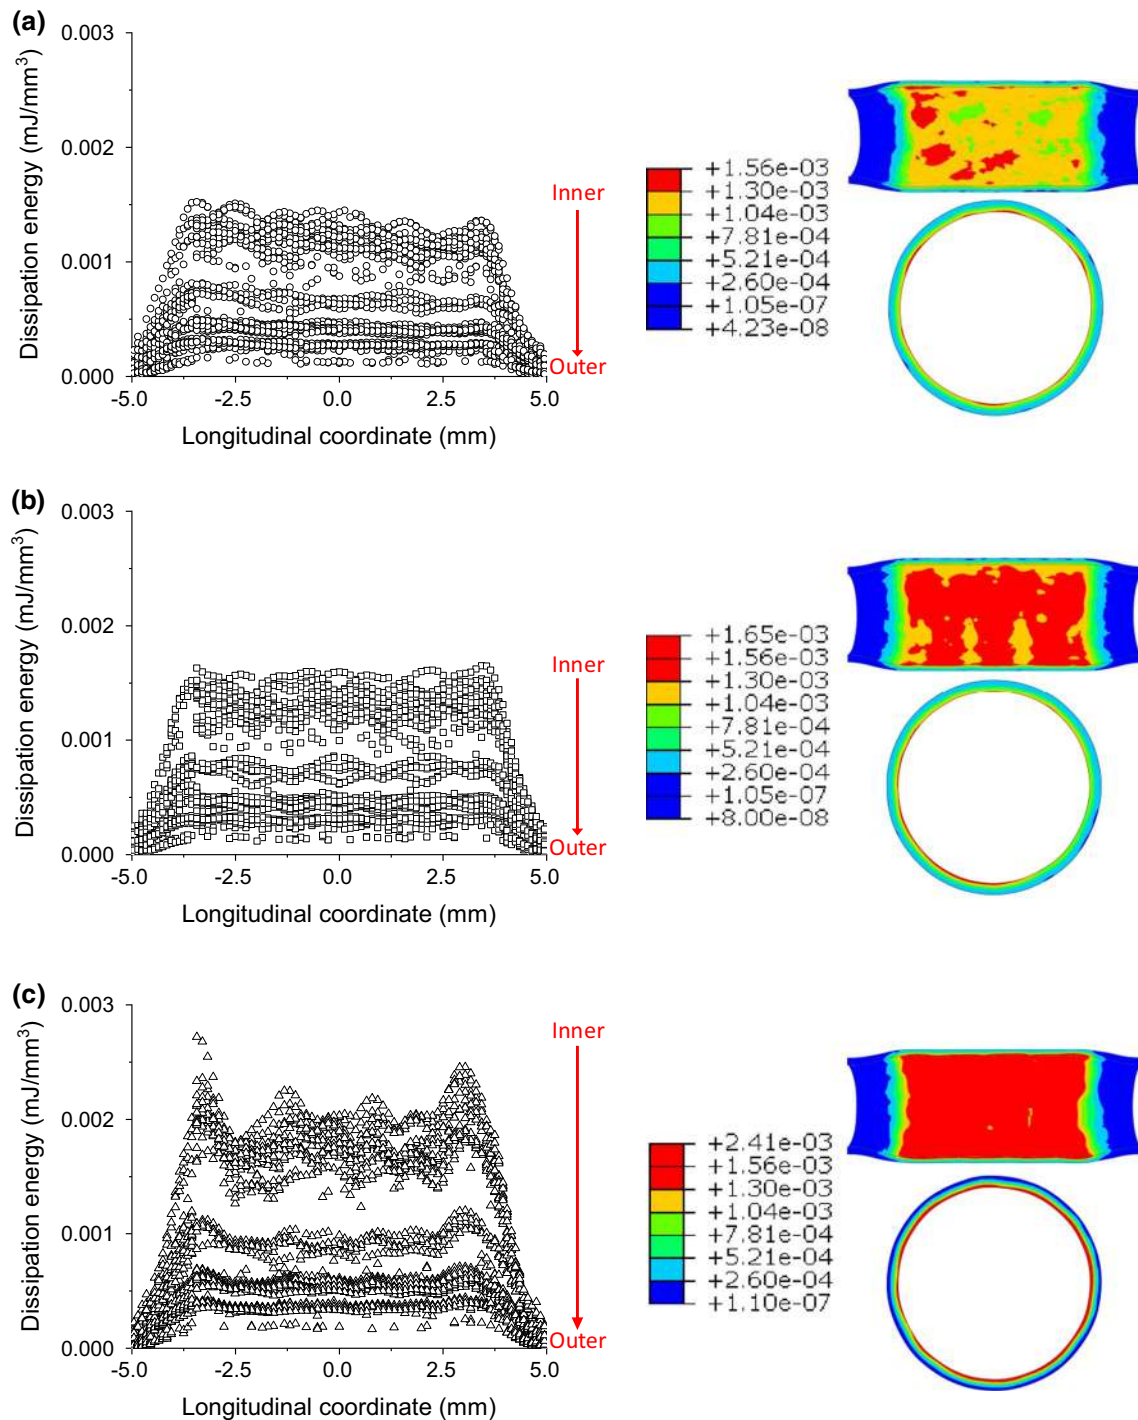 (a)
Dissipation energy (mJ/mm³)
0.003
0.002
0.001
0.000
-5.0 -2.5 0.0 2.5 5.0
Longitudinal coordinate (mm)
Inner
Outer
+1.56e-03
+1.30e-03
+1.04e-03
+7.81e-04
+5.21e-04
+2.60e-04
+1.05e-07
+4.23e-08
(b)
Dissipation energy (mJ/mm³)
0.003
0.002
0.001
0.000
-5.0 -2.5 0.0 2.5 5.0
Longitudinal coordinate (mm)
Inner
Outer
+1.65e-03
+1.56e-03
+1.30e-03
+1.04e-03
+7.81e-04
+5.21e-04
+2.60e-04
+1.05e-07
+8.00e-08
(c)
Dissipation energy (mJ/mm³)
0.003
0.002
0.001
0.000
-5.0 -2.5 0.0 2.5 5.0
Longitudinal coordinate (mm)
Inner
Outer
+2.41e-03
+1.56e-03
+1.30e-03
+1.04e-03
+7.81e-04
+5.21e-04
+2.60e-04
+1.10e-07